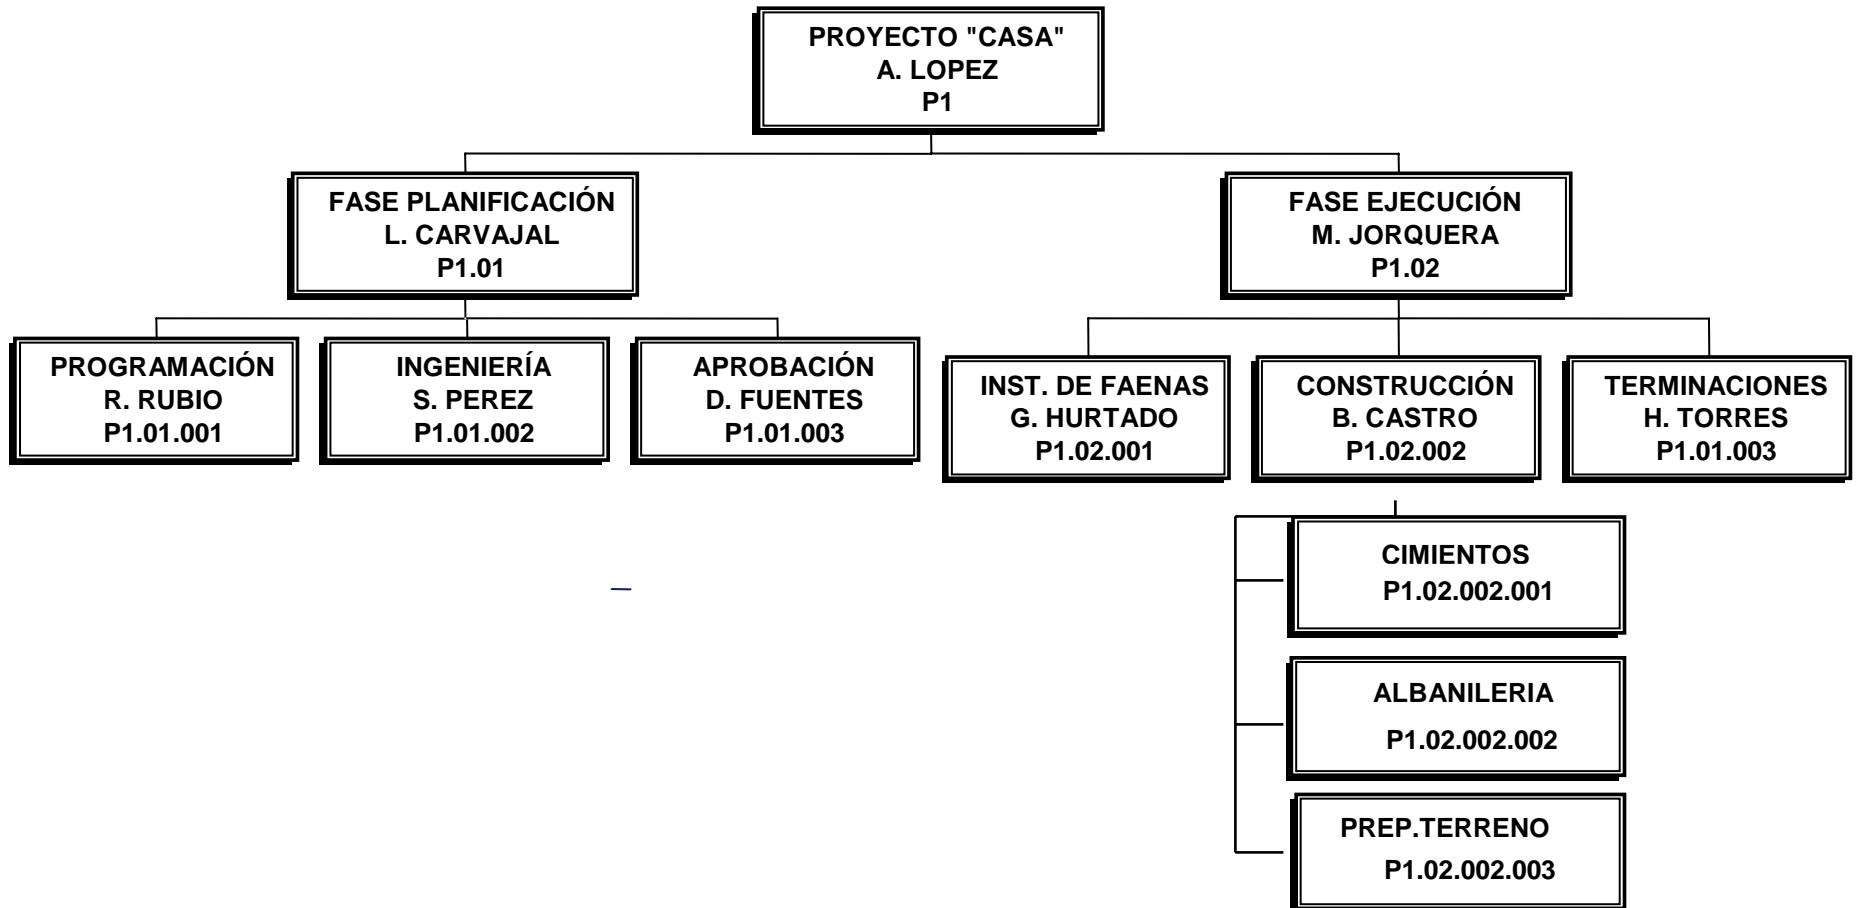 PROYECTO "CASA"
A. LOPEZ
P1
FASE PLANIFICACIÓN
L. CARVAJAL
P1.01
FASE EJECUCIÓN
M. JORQUERA
P1.02
PROGRAMACIÓN
R. RUBIO
P1.01.001
INGENIERÍA
S. PEREZ
P1.01.002
APROBACIÓN
D. FUENTES
P1.01.003
INST. DE FAENAS
G. HURTADO
P1.02.001
CONSTRUCCIÓN
B. CASTRO
P1.02.002
TERMINACIONES
H. TORRES
P1.01.003
CIMIENTOS
P1.02.002.001
ALBANILERIA
P1.02.002.002
PREP.TERRENO
P1.02.002.003